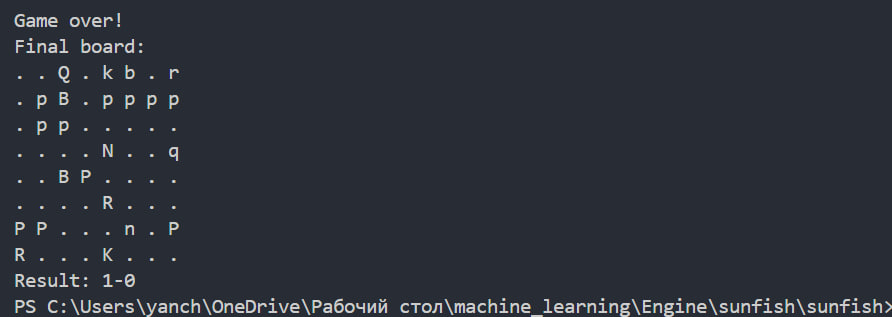 Game over!
Final board:
. . Q . k b . r
. p B . p p p p
. p p . . . . .
. . . . N . . q
. . B P . . . .
. . . . R . . .
P P . . . n . P
R . . . K . . .
Result: 1-0
PS C:\Users\yanch\OneDrive\Рабочий стол\machine_learning\Engine\sunfish\sunfish>